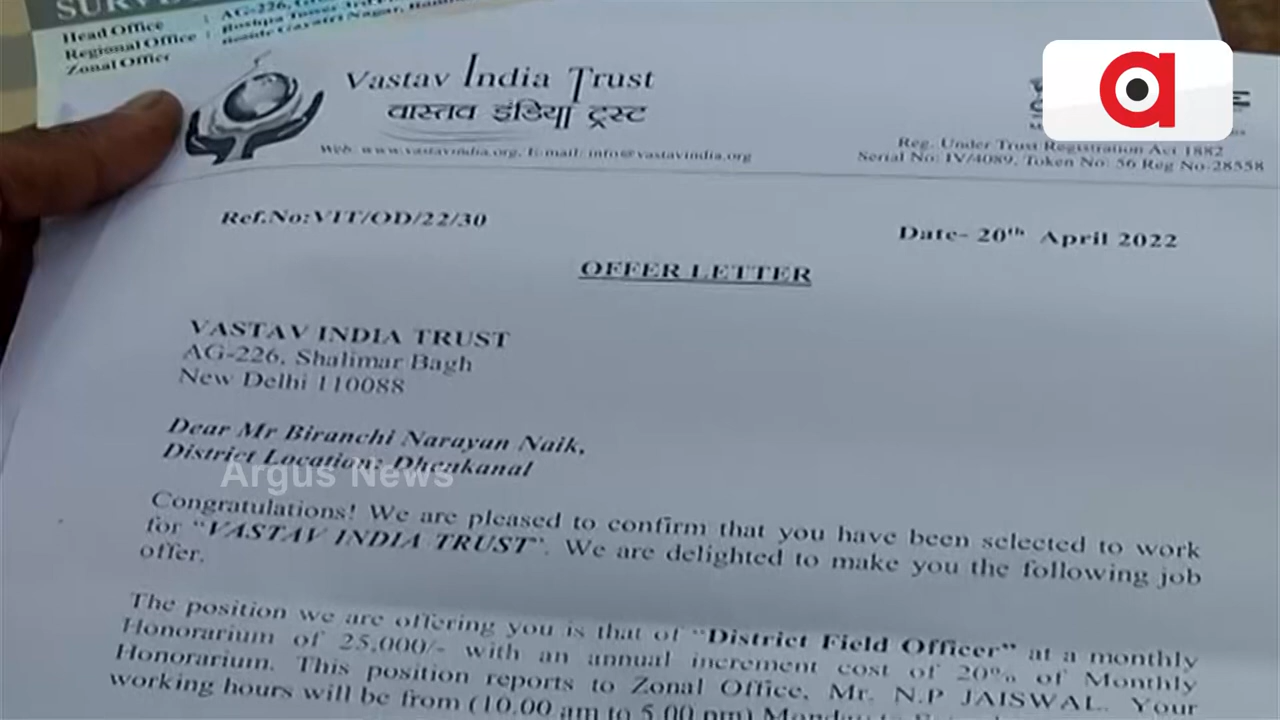 Head Office : AG-226,
Regional Office :
Zonal Office
Vastav India Trust
वास्तव इंडिया ट्रस्ट
Web: www.vastavindia.org, E-mail: info@vastavindia.org
Reg. Under Trust Registration Act 1882
Serial No: IV/4089, Token No: 56 Reg No-28558
Ref.No:VIT/OD/22/30
Date- 20th April 2022
OFFER LETTER
VASTAV INDIA TRUST
AG-226, Shalimar Bagh
New Delhi 110088
Dear Mr Biranchi Narayan Naik,
District Location: Dhenkanal
Argus News
Congratulations! We are pleased to confirm that you have been selected to work
for "VASTAV INDIA TRUST". We are delighted to make you the following job
offer.
The position we are offering you is that of "District Field Officer" at a monthly
Honorarium of 25,000/- with an annual increment cost of 20% of Monthly
Honorarium. This position reports to Zonal Office, Mr. N.P JAISWAL. Your
working hours will be from (10.00 am to 5.00 pm) Monday to